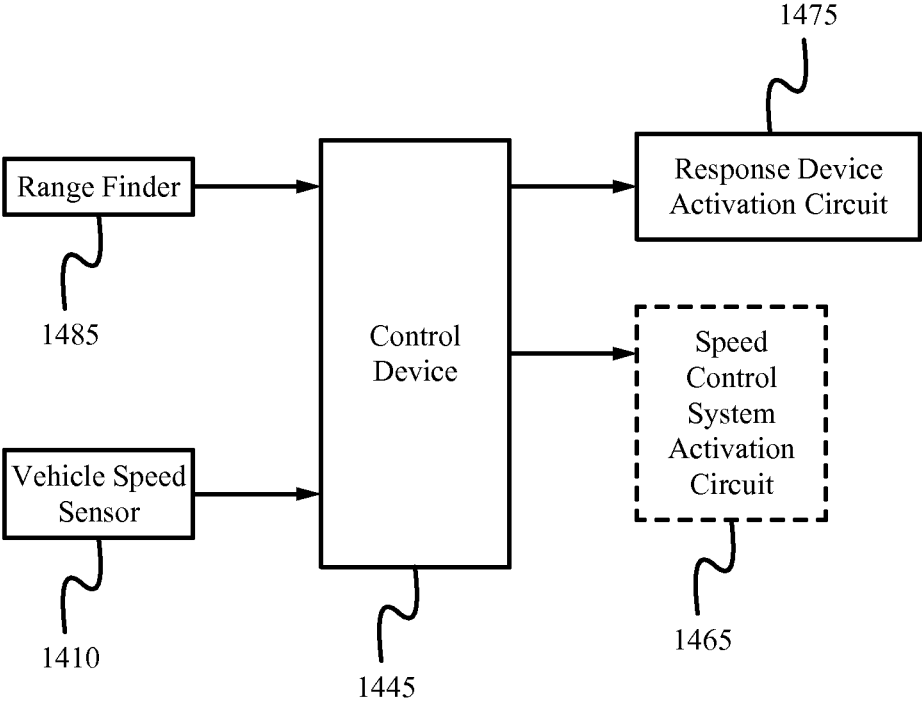 1475
Range Finder
Response Device
Activation Circuit
1485
Control
Device
Speed
Control
System
Activation
Circuit
Vehicle Speed
Sensor
1410
1445
1465